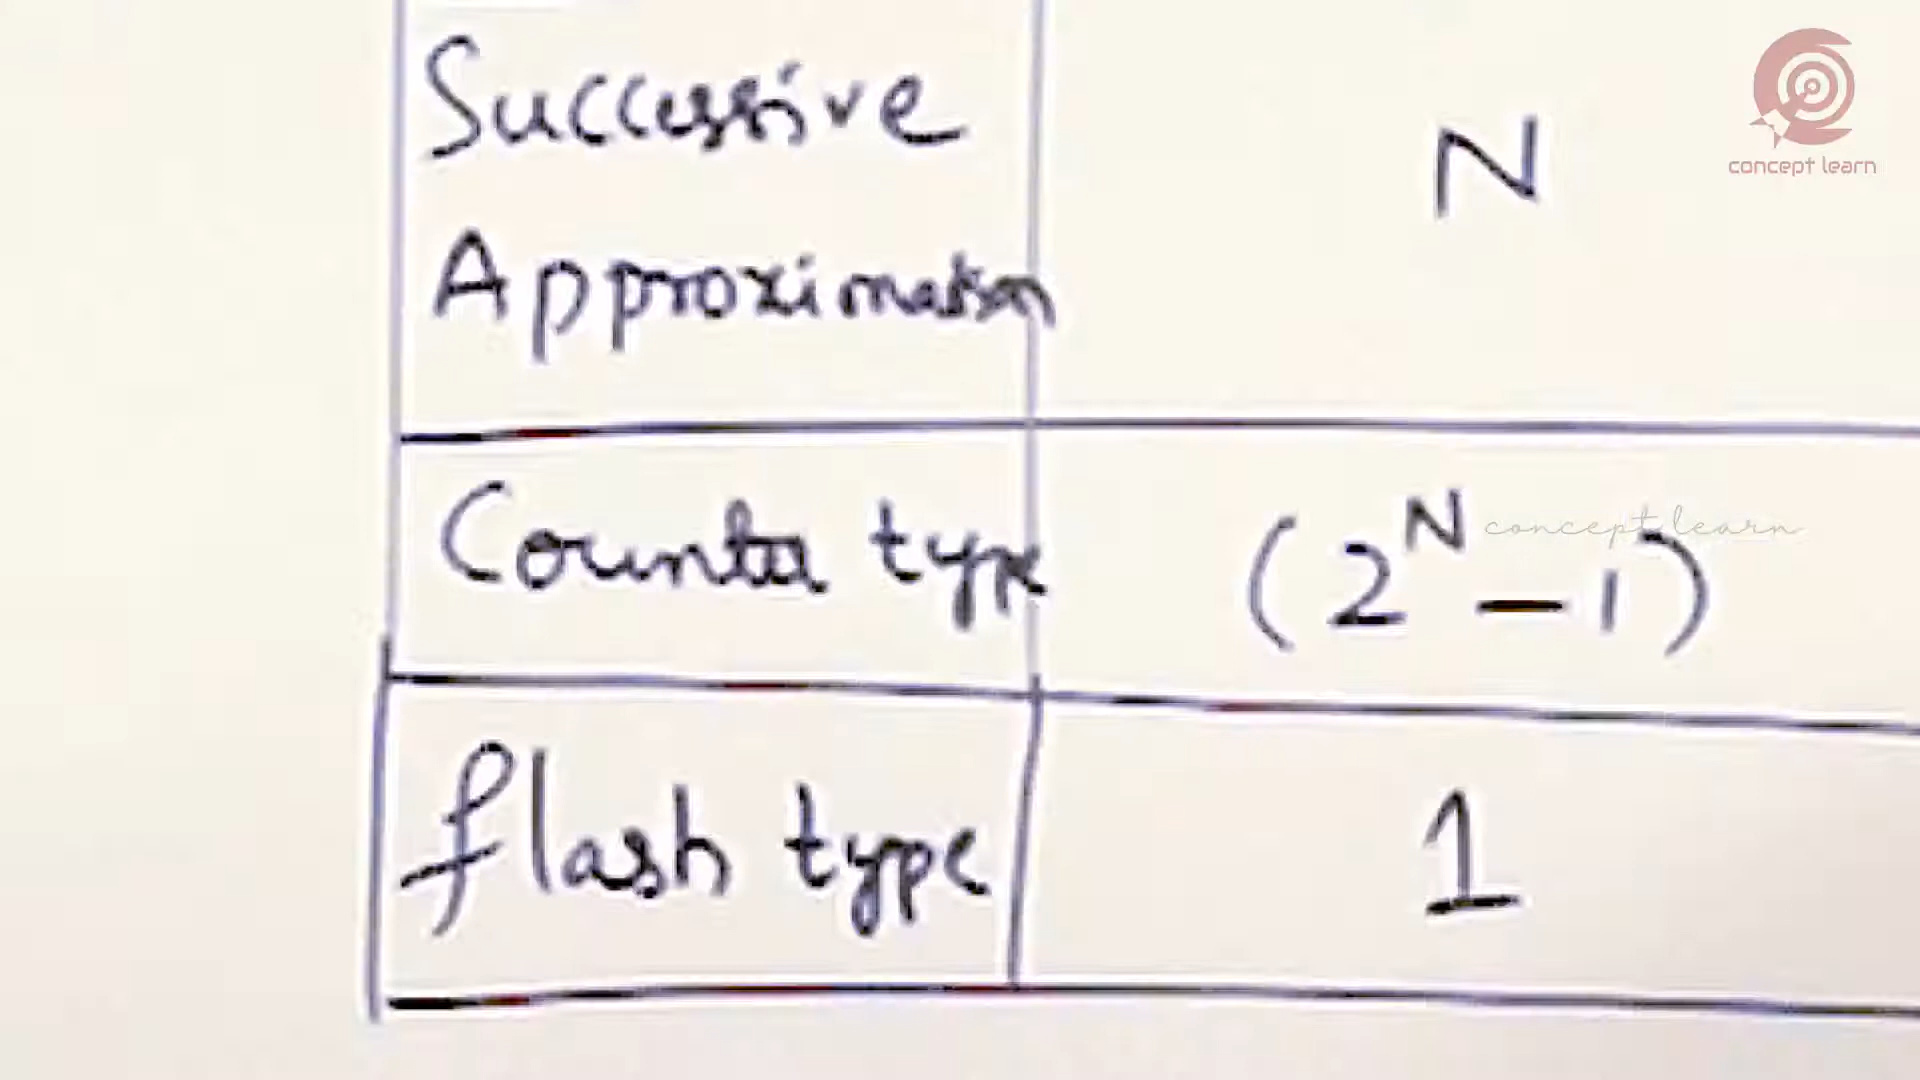 Successive N
Approximation
Counter type (2^N – 1)
flash type 1
concept learn
concept learn